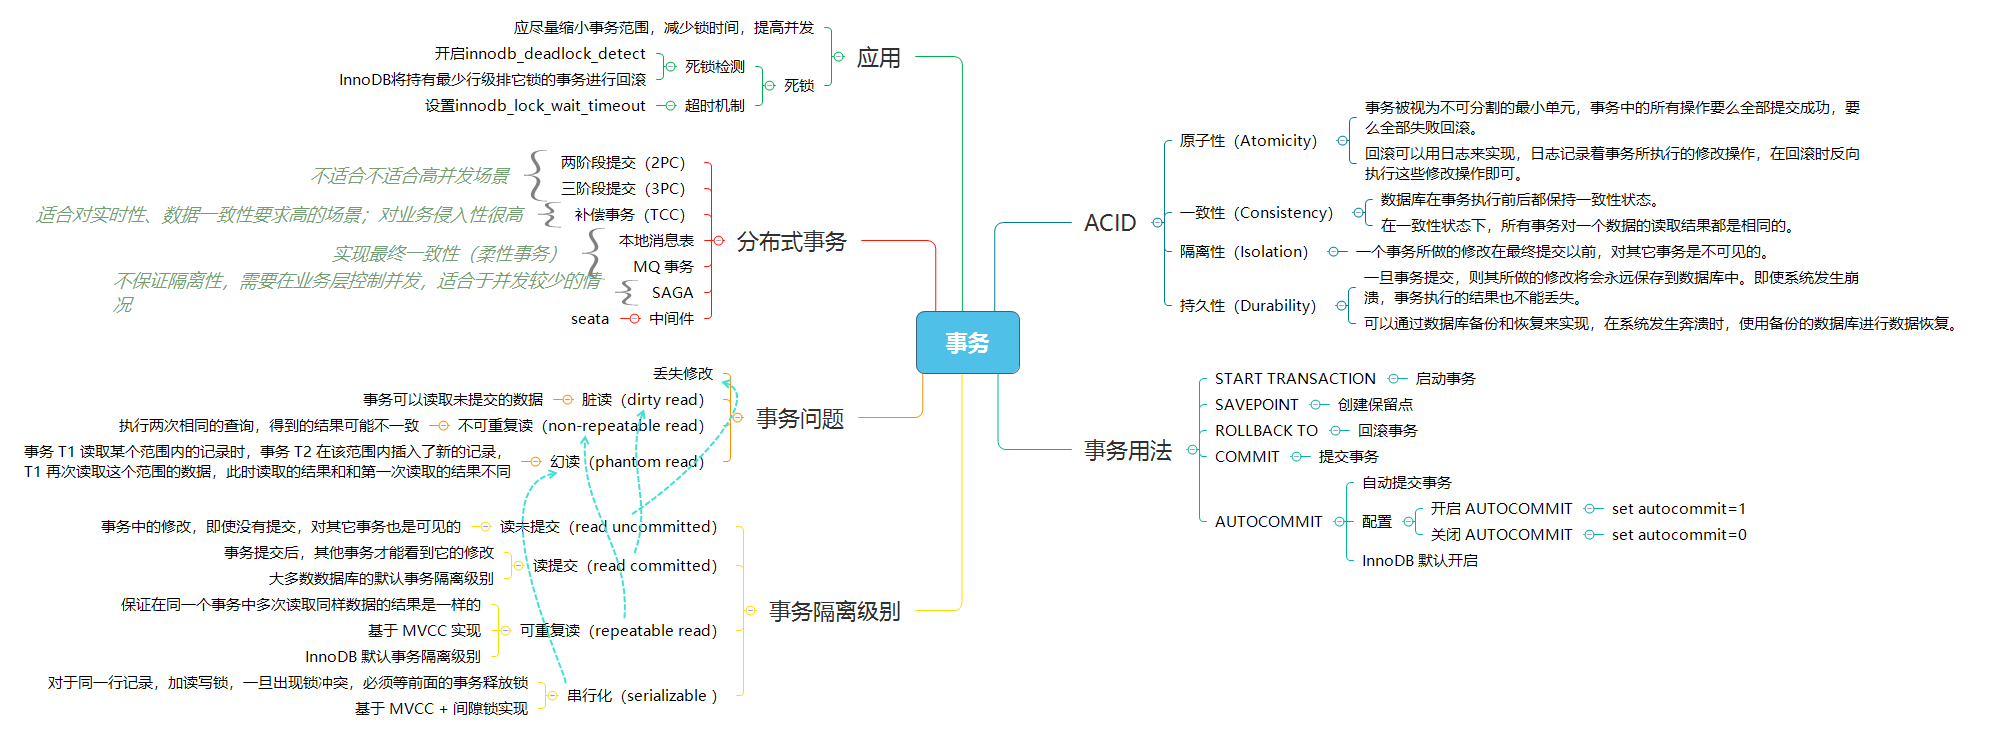 事务
应用
应尽量缩小事务范围，减少锁时间，提高并发
死锁
死锁检测
开启innodb_deadlock_detect
InnoDB将持有最少行级排它锁的事务进行回滚
超时机制
设置innodb_lock_wait_timeout
分布式事务
两阶段提交（2PC）
三阶段提交（3PC）
不适合不适合高并发场景
补偿事务（TCC）
适合对实时性、数据一致性要求高的场景；对业务侵入性很高
本地消息表
MQ 事务
实现最终一致性（柔性事务）
SAGA
不保证隔离性，需要在业务层控制并发，适合于并发较少的情
况
中间件
seata
事务问题
丢失修改
脏读（dirty read）
事务可以读取未提交的数据
不可重复读（non-repeatable read）
执行两次相同的查询，得到的结果可能不一致
幻读（phantom read）
事务 T1 读取某个范围内的记录时，事务 T2 在该范围内插入了新的记录，
T1 再次读取这个范围的数据，此时读取的结果和和第一次读取的结果不同
事务隔离级别
读未提交（read uncommitted）
事务中的修改，即使没有提交，对其它事务也是可见的
读提交（read committed）
事务提交后，其他事务才能看到它的修改
大多数数据库的默认事务隔离级别
可重复读（repeatable read）
保证在同一个事务中多次读取同样数据的结果是一样的
基于 MVCC 实现
InnoDB 默认事务隔离级别
串行化（serializable ）
对于同一行记录，加读写锁，一旦出现锁冲突，必须等前面的事务释放锁
基于 MVCC + 间隙锁实现
ACID
原子性（Atomicity）
事务被视为不可分割的最小单元，事务中的所有操作要么全部提交成功，要
么全部失败回滚。
回滚可以用日志来实现，日志记录着事务所执行的修改操作，在回滚时反向
执行这些修改操作即可。
一致性（Consistency）
数据库在事务执行前后都保持一致性状态。
在一致性状态下，所有事务对一个数据的读取结果都是相同的。
隔离性（Isolation）
一个事务所做的修改在最终提交以前，对其它事务是不可见的。
持久性（Durability）
一旦事务提交，则其所做的修改将会永远保存到数据库中。即使系统发生崩
溃，事务执行的结果也不能丢失。
可以通过数据库备份和恢复来实现，在系统发生奔溃时，使用备份的数据库进行数据恢复。
事务用法
START TRANSACTION
启动事务
SAVEPOINT
创建保留点
ROLLBACK TO
回滚事务
COMMIT
提交事务
AUTOCOMMIT
自动提交事务
配置
开启 AUTOCOMMIT
set autocommit=1
关闭 AUTOCOMMIT
set autocommit=0
InnoDB 默认开启